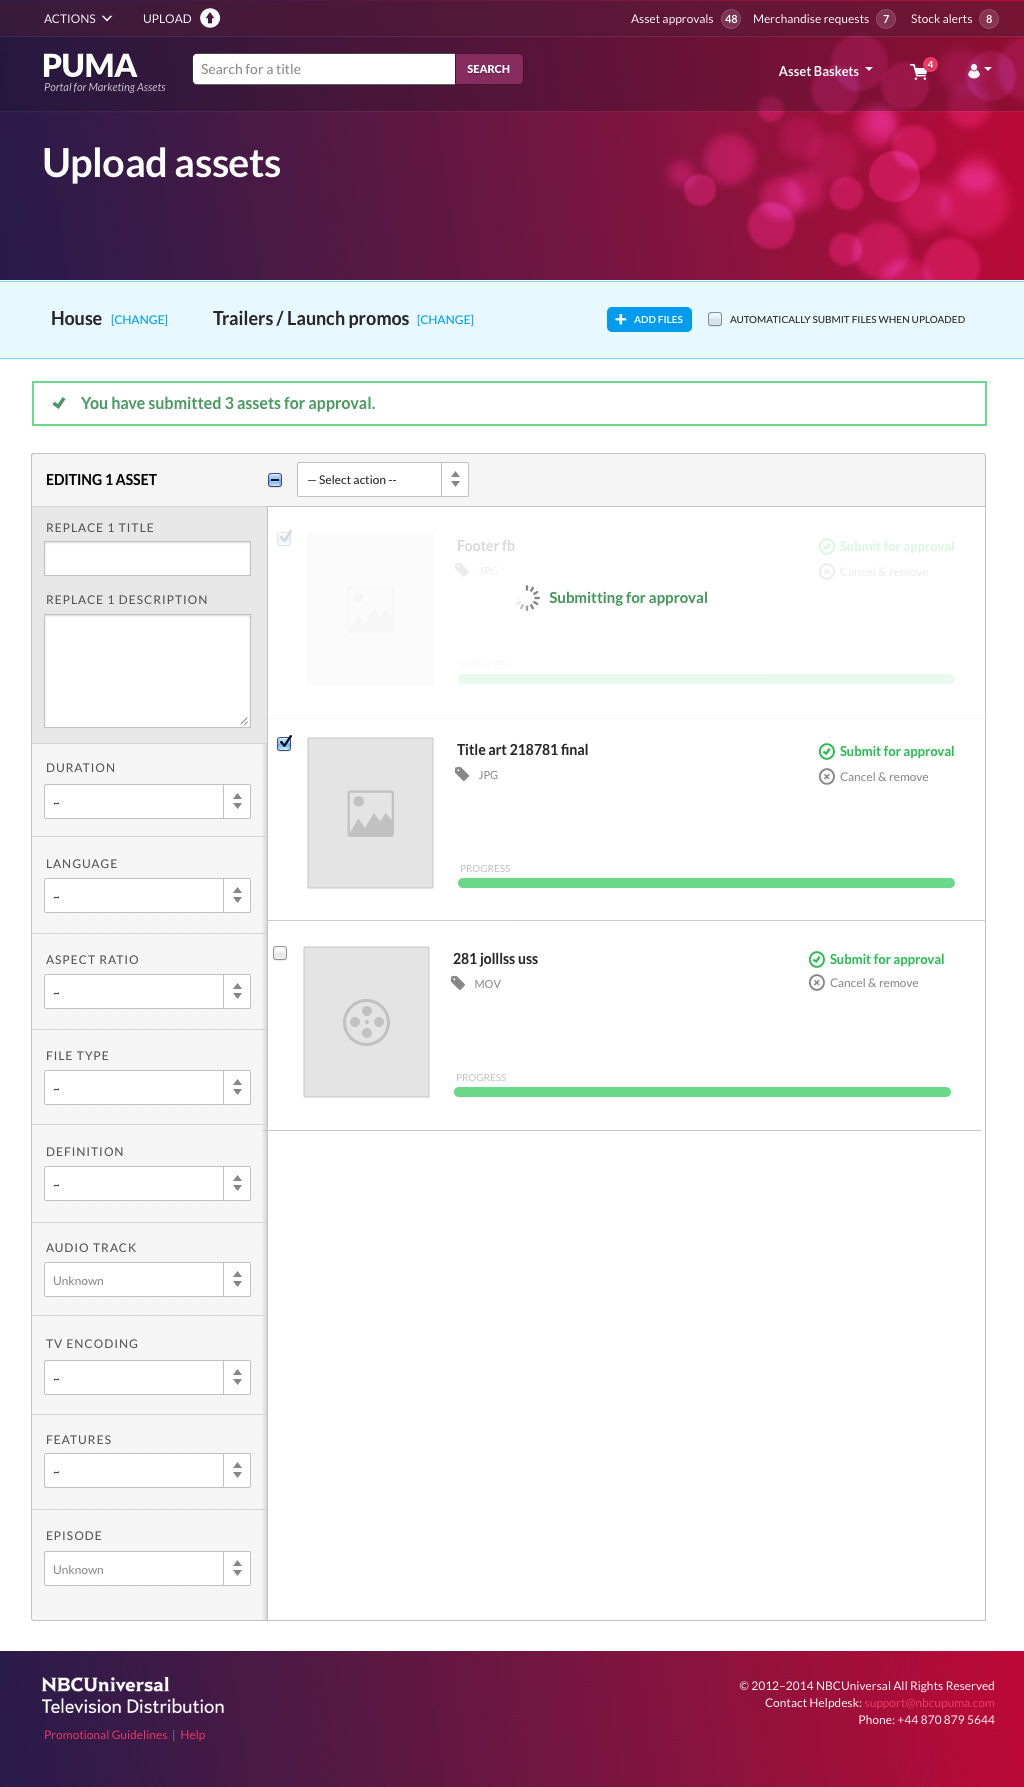 ACTIONS
UPLOAD
Asset approvals 48
Merchandise requests 7
Stock alerts 8
PUMA
Portal for Marketing Assets
Search for a title
SEARCH
Asset Baskets
4
Upload assets
House [CHANGE]
Trailers / Launch promos [CHANGE]
+ ADD FILES
AUTOMATICALLY SUBMIT FILES WHEN UPLOADED
You have submitted 3 assets for approval.
EDITING 1 ASSET
-- Select action --
REPLACE 1 TITLE
REPLACE 1 DESCRIPTION
DURATION
~
LANGUAGE
~
ASPECT RATIO
~
FILE TYPE
~
DEFINITION
~
AUDIO TRACK
Unknown
TV ENCODING
~
FEATURES
~
EPISODE
Unknown
Footer fb
JPG
Submit for approval
Cancel & remove
Submitting for approval
PROGRESS
Title art 218781 final
JPG
Submit for approval
Cancel & remove
PROGRESS
281 jolllss uss
MOV
Submit for approval
Cancel & remove
PROGRESS
NBCUniversal
Television Distribution
Promotional Guidelines | Help
© 2012–2014 NBCUniversal All Rights Reserved
Contact Helpdesk: support@nbcupuma.com
Phone: +44 870 879 5644